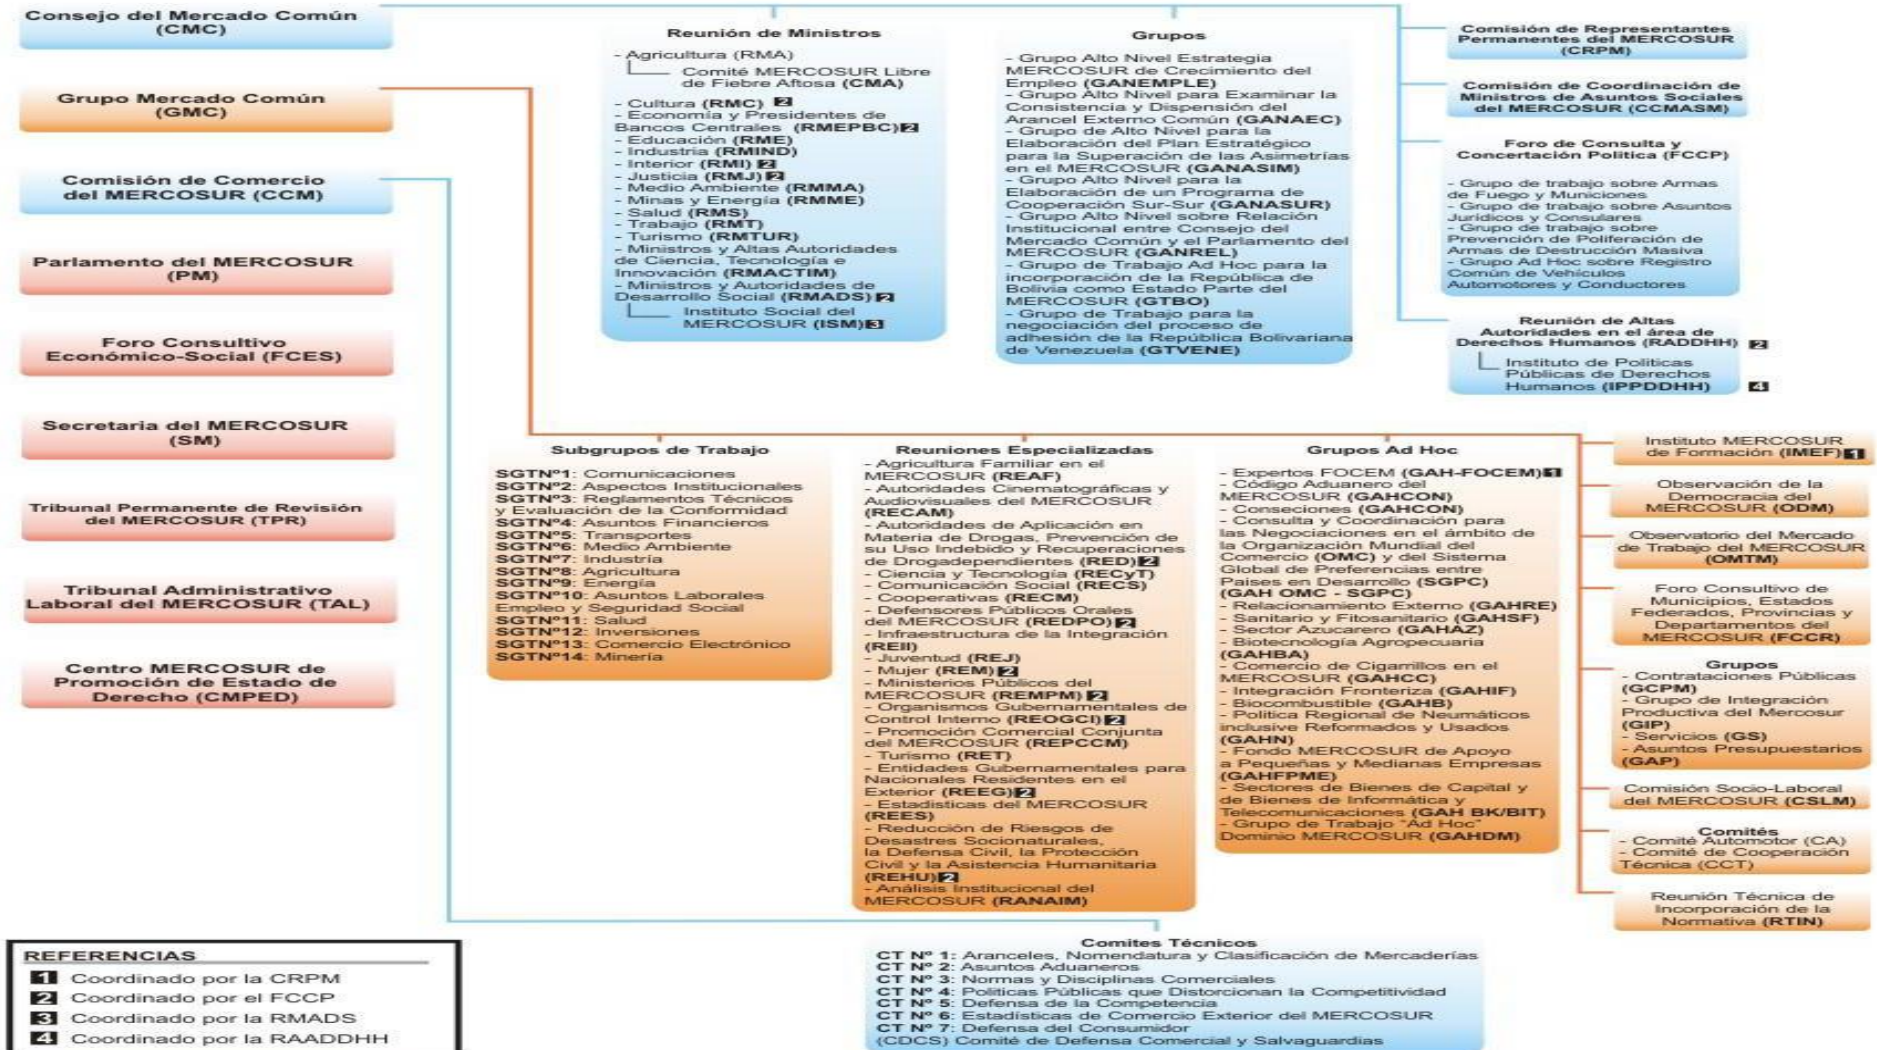 Consejo del Mercado Común
(CMC)
Grupo Mercado Común
(GMC)
Comisión de Comercio
del MERCOSUR (CCM)
Parlamento del MERCOSUR
(PM)
Foro Consultivo
Económico-Social (FCES)
Secretaria del MERCOSUR
(SM)
Tribunal Permanente de Revisión
del MERCOSUR (TPR)
Tribunal Administrativo
Laboral del MERCOSUR (TAL)
Centro MERCOSUR de
Promoción de Estado de
Derecho (CMPED)
Reunión de Ministros
- Agricultura (RMA)
Comité MERCOSUR Libre
de Fiebre Aftosa (CMA)
- Cultura (RMC) 2
- Economía y Presidentes de
Bancos Centrales (RMEPBC) 2
- Educación (RME)
- Industria (RMIND)
- Interior (RMI) 2
- Justicia (RMJ) 2
- Medio Ambiente (RMMA)
- Minas y Energía (RMME)
- Salud (RMS)
- Trabajo (RMT)
- Turismo (RMTUR)
- Ministros y Altas Autoridades
de Ciencia, Tecnología e
Innovación (RMACTIM)
- Ministros y Autoridades de
Desarrollo Social (RMADS) 2
Instituto Social del
MERCOSUR (ISM) 3
Grupos
- Grupo Alto Nivel Estrategia
MERCOSUR de Crecimiento del
Empleo (GANEMPLE)
- Grupo Alto Nivel para Examinar la
Consistencia y Dispensión del
Arancel Externo Común (GANAEC)
- Grupo de Alto Nivel para la
Elaboración del Plan Estratégico
para la Superación de las Asimetrías
en el MERCOSUR (GANASIM)
- Grupo Alto Nivel para la
Elaboración de un Programa de
Cooperación Sur-Sur (GANASUR)
- Grupo Alto Nivel sobre Relación
Institucional entre Consejo del
Mercado Común y el Parlamento del
MERCOSUR (GANREL)
- Grupo de Trabajo Ad Hoc para la
incorporación de la República de
Bolivia como Estado Parte del
MERCOSUR (GTBO)
- Grupo de Trabajo para la
negociación del proceso de
adhesión de la República Bolivariana
de Venezuela (GTVENE)
Comisión de Representantes
Permanentes del MERCOSUR
(CRPM)
Comisión de Coordinación de
Ministros de Asuntos Sociales
del MERCOSUR (CCMASM)
Foro de Consulta y
Concertación Política (FCCP)
- Grupo de trabajo sobre Armas
de Fuego y Municiones
- Grupo de trabajo sobre Asuntos
Jurídicos y Consulares
- Grupo de trabajo sobre
Prevención de Poliferación de
Armas de Destrucción Masiva
- Grupo Ad Hoc sobre Registro
Común de Vehículos
Automotores y Conductores
Reunión de Altas
Autoridades en el área de
Derechos Humanos (RADDHH) 2
Instituto de Políticas
Públicas de Derechos
Humanos (IPPDDHH) 4
Subgrupos de Trabajo
SGTNº1: Comunicaciones
SGTNº2: Aspectos Institucionales
SGTNº3: Reglamentos Técnicos
y Evaluación de la Conformidad
SGTNº4: Asuntos Financieros
SGTNº5: Transportes
SGTNº6: Medio Ambiente
SGTNº7: Industría
SGTNº8: Agricultura
SGTNº9: Energía
SGTNº10: Asuntos Laborales
Empleo y Seguridad Social
SGTNº11: Salud
SGTNº12: Inversiones
SGTNº13: Comercio Electrónico
SGTNº14: Minería
Reuniones Especializadas
- Agricultura Familiar en el
MERCOSUR (REAF)
- Autoridades Cinematográficas y
Audiovisuales del MERCOSUR
(RECAM)
- Autoridades de Aplicación en
Materia de Drogas, Prevención de
su Uso Indebido y Recuperaciones
de Drogadependientes (RED) 2
- Ciencia y Tecnología (RECyT)
- Comunicación Social (RECS)
- Cooperativas (RECM)
- Defensores Públicos Orales
del MERCOSUR (REDPO) 2
- Infraestructura de la Integración
(REII)
- Juventud (REJ)
- Mujer (REM) 2
- Ministerios Públicos del
MERCOSUR (REMPM) 2
- Organismos Gubernamentales de
Control Interno (REOGCI) 2
- Promoción Comercial Conjunta
del MERCOSUR (REPCCM)
- Turismo (RET)
- Entidades Gubernamentales para
Nacionales Residentes en el
Exterior (REEG) 2
- Estadísticas del MERCOSUR
(REES)
- Reducción de Riesgos de
Desastres Socionaturales,
la Defensa Civil, la Protección
Civil y la Asistencia Humanitaria
(REHU) 2
- Análisis Institucional del
MERCOSUR (RANAIM)
Grupos Ad Hoc
- Expertos FOCEM (GAH-FOCEM) 1
- Código Aduanero del
MERCOSUR (GAHCON)
- Conseciones (GAHCON)
- Consulta y Coordinación para
las Negociaciones en el ámbito de
la Organización Mundial del
Comercio (OMC) y del Sistema
Global de Preferencias entre
Países en Desarrollo (SGPC)
(GAH OMC - SGPC)
- Relacionamiento Externo (GAHRE)
- Sanitario y Fitosanitario (GAHSF)
- Sector Azucarero (GAHAZ)
- Biotecnología Agropecuaria
(GAHBA)
- Comercio de Cigarrillos en el
MERCOSUR (GAHCC)
- Integración Fronteriza (GAHIF)
- Biocombustible (GAHB)
- Política Regional de Neumáticos
inclusive Reformados y Usados
(GAHN)
- Fondo MERCOSUR de Apoyo
a Pequeñas y Medianas Empresas
(GAHFPME)
- Sectores de Bienes de Capital y
de Bienes de Informática y
Telecomunicaciones (GAH BK/BIT)
- Grupo de Trabajo "Ad Hoc"
Dominio MERCOSUR (GAHDM)
Instituto MERCOSUR
de Formación (IMEF) 1
Observación de la
Democracia del
MERCOSUR (ODM)
Observatorio del Mercado
de Trabajo del MERCOSUR
(OMTM)
Foro Consultivo de
Municipios, Estados
Federados, Provincias y
Departamentos del
MERCOSUR (FCCR)
Grupos
- Contrataciones Públicas
(GCPM)
- Grupo de Integración
Productiva del Mercosur
(GIP)
- Servicios (GS)
- Asuntos Presupuestarios
(GAP)
Comisión Socio-Laboral
del MERCOSUR (CSLM)
Comités
- Comité Automotor (CA)
- Comité de Cooperación
Técnica (CCT)
Reunión Técnica de
Incorporación de la
Normativa (RTIN)
Comites Técnicos
CT Nº 1: Aranceles, Nomendatura y Clasificación de Mercaderías
CT Nº 2: Asuntos Aduaneros
CT Nº 3: Normas y Disciplinas Comerciales
CT Nº 4: Políticas Públicas que Distorcionan la Competitividad
CT Nº 5: Defensa de la Competencia
CT Nº 6: Estadísticas de Comercio Exterior del MERCOSUR
CT Nº 7: Defensa del Consumidor
(CDCS) Comité de Defensa Comercial y Salvaguardias
REFERENCIAS
1 Coordinado por la CRPM
2 Coordinado por el FCCP
3 Coordinado por la RMADS
4 Coordinado por la RAADDHH